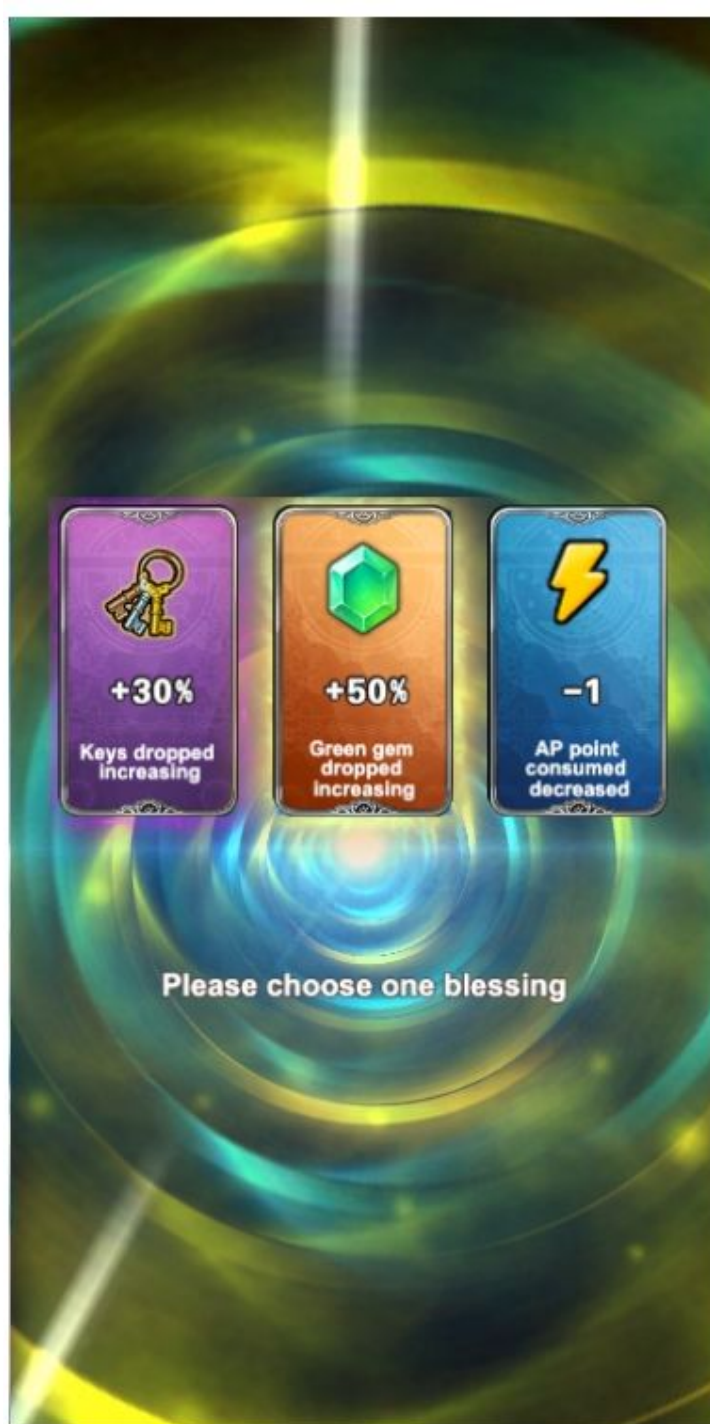 +30%
Keys dropped
increasing
+50%
Green gem
dropped
increasing
-1
AP point
consumed
decreased
Please choose one blessing